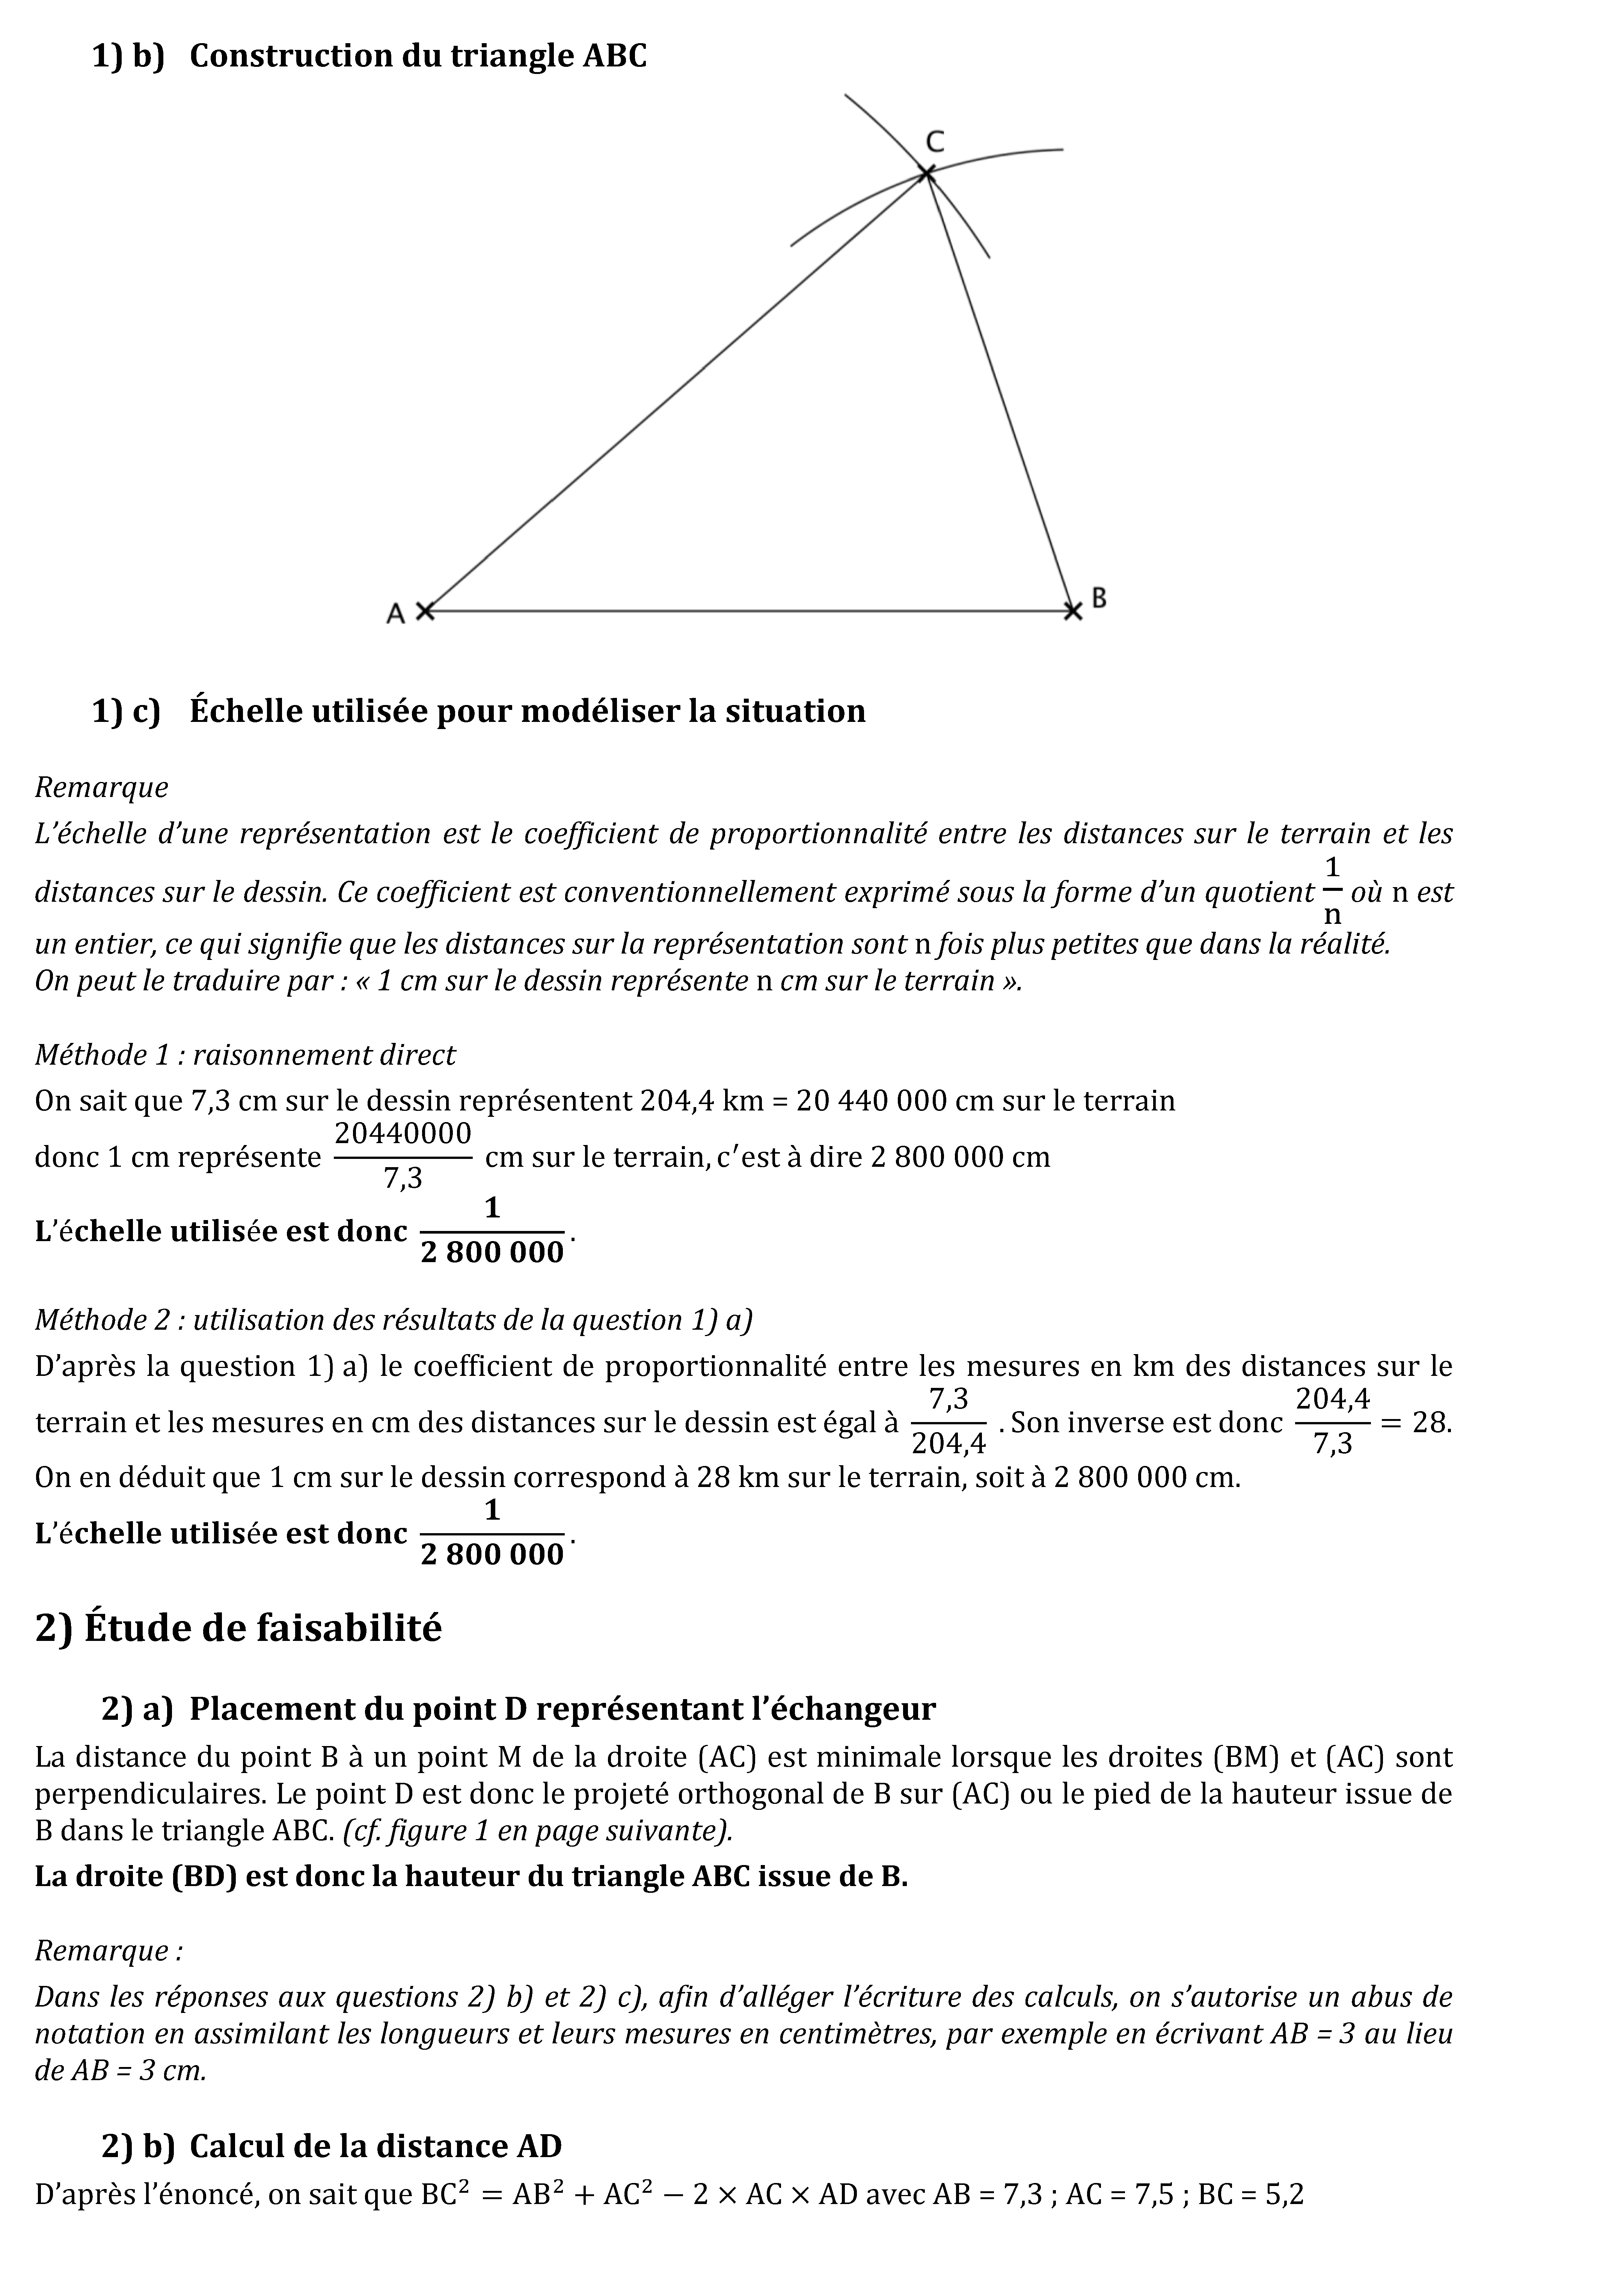 1) b) Construction du triangle ABC
C
A
B
1) c) Échelle utilisée pour modéliser la situation
Remarque
L’échelle d’une représentation est le coefficient de proportionnalité entre les distances sur le terrain et les
distances sur le dessin. Ce coefficient est conventionnellement exprimé sous la forme d’un quotient 1/n où n est
un entier, ce qui signifie que les distances sur la représentation sont n fois plus petites que dans la réalité.
On peut le traduire par : « 1 cm sur le dessin représente n cm sur le terrain ».
Méthode 1 : raisonnement direct
On sait que 7,3 cm sur le dessin représentent 204,4 km = 20 440 000 cm sur le terrain
donc 1 cm représente 20440000/7,3 cm sur le terrain, c′est à dire 2 800 000 cm
L’échelle utilisée est donc 1/2 800 000.
Méthode 2 : utilisation des résultats de la question 1) a)
D’après la question 1) a) le coefficient de proportionnalité entre les mesures en km des distances sur le
terrain et les mesures en cm des distances sur le dessin est égal à 7,3/204,4 . Son inverse est donc 204,4/7,3 = 28.
On en déduit que 1 cm sur le dessin correspond à 28 km sur le terrain, soit à 2 800 000 cm.
L’échelle utilisée est donc 1/2 800 000.
2) Étude de faisabilité
2) a) Placement du point D représentant l’échangeur
La distance du point B à un point M de la droite (AC) est minimale lorsque les droites (BM) et (AC) sont
perpendiculaires. Le point D est donc le projeté orthogonal de B sur (AC) ou le pied de la hauteur issue de
B dans le triangle ABC. (cf. figure 1 en page suivante).
La droite (BD) est donc la hauteur du triangle ABC issue de B.
Remarque :
Dans les réponses aux questions 2) b) et 2) c), afin d’alléger l’écriture des calculs, on s’autorise un abus de
notation en assimilant les longueurs et leurs mesures en centimètres, par exemple en écrivant AB = 3 au lieu
de AB = 3 cm.
2) b) Calcul de la distance AD
D’après l’énoncé, on sait que BC² = AB² + AC² − 2 × AC × AD avec AB = 7,3 ; AC = 7,5 ; BC = 5,2